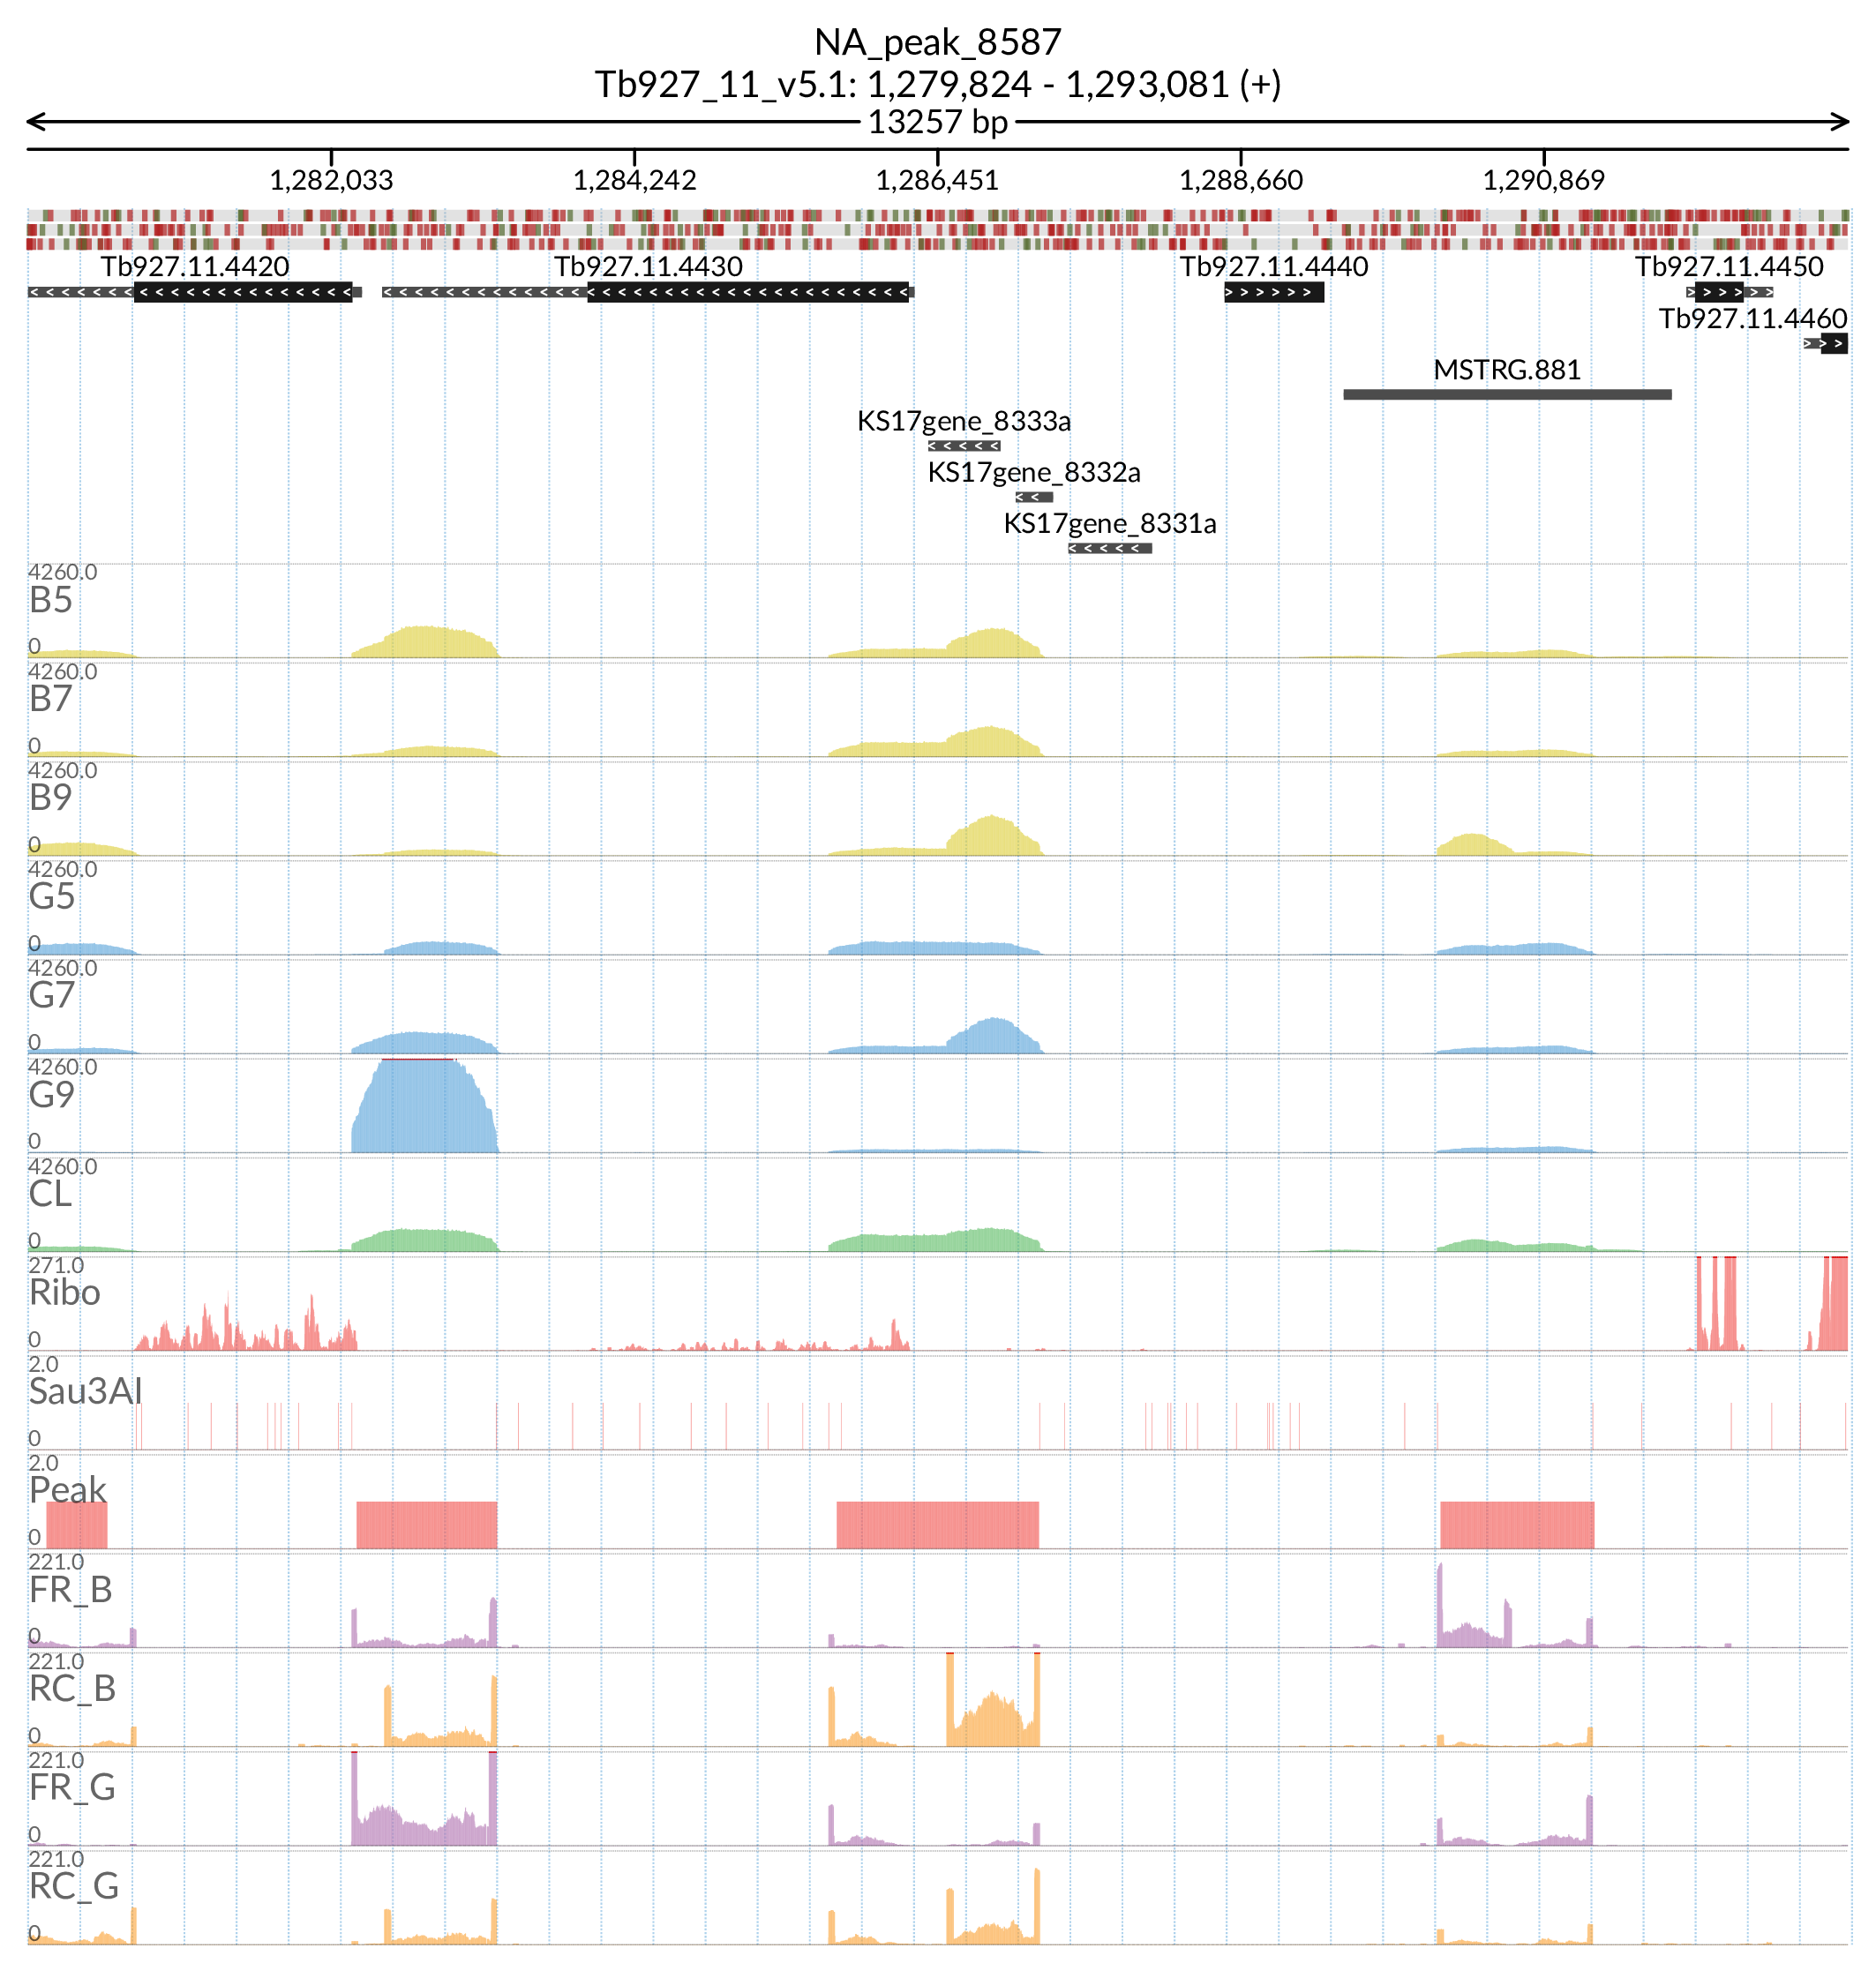 NA_peak_8587
Tb927_11_v5.1: 1,279,824 - 1,293,081 (+)
13257 bp
1,282,033 1,284,242 1,286,451 1,288,660 1,290,869
Tb927.11.4420 Tb927.11.4430 Tb927.11.4440 Tb927.11.4450
Tb927.11.4460
MSTRG.881
KS17gene_8333a
KS17gene_8332a
KS17gene_8331a
4260.0
B5
0
4260.0
B7
0
4260.0
B9
0
4260.0
G5
0
4260.0
G7
0
4260.0
G9
0
4260.0
CL
0
271.0
Ribo
0
2.0
Sau3AI
0
2.0
Peak
0
221.0
FR_B
0
221.0
RC_B
0
221.0
FR_G
0
221.0
RC_G
0